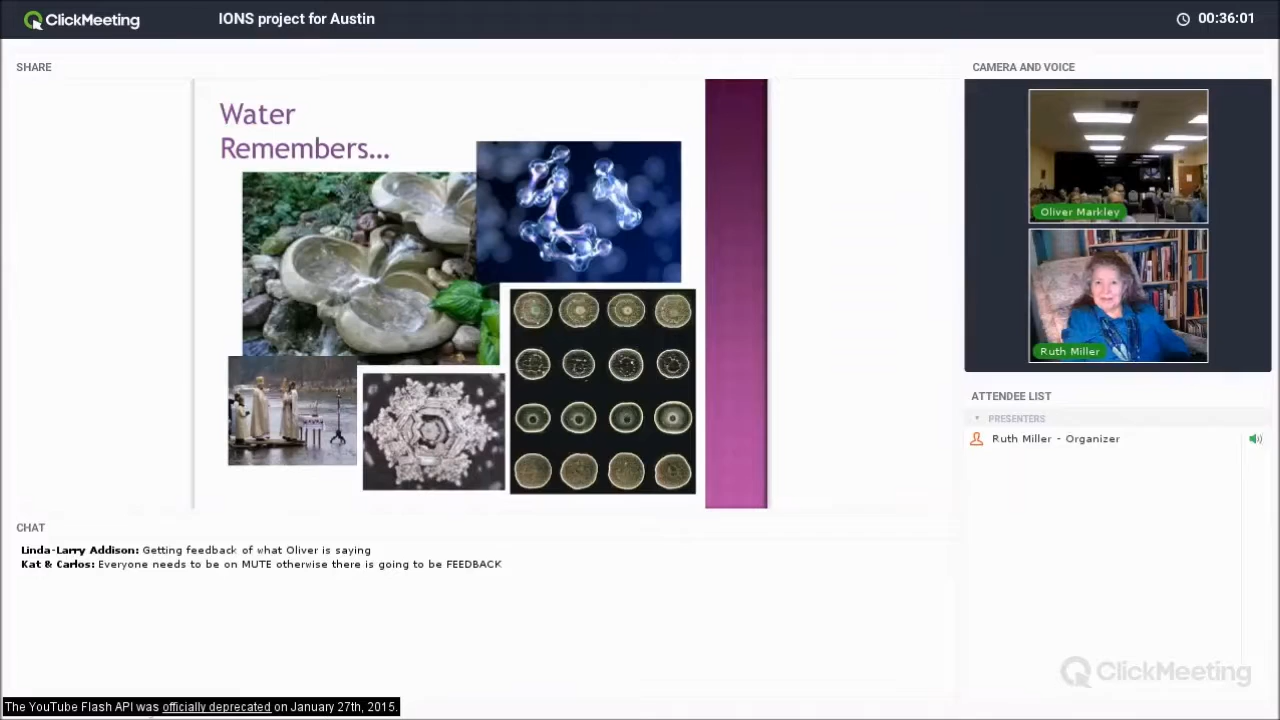 ClickMeeting
IONS project for Austin
00:36:01
SHARE
Water
Remembers...
CAMERA AND VOICE
Oliver Markley
Ruth Miller
ATTENDEE LIST
PRESENTERS
Ruth Miller - Organizer
CHAT
Linda-Larry Addison: Getting feedback of what Oliver is saying
Kat & Carlos: Everyone needs to be on MUTE otherwise there is going to be FEEDBACK
ClickMeeting
The YouTube Flash API was officially deprecated on January 27th, 2015.